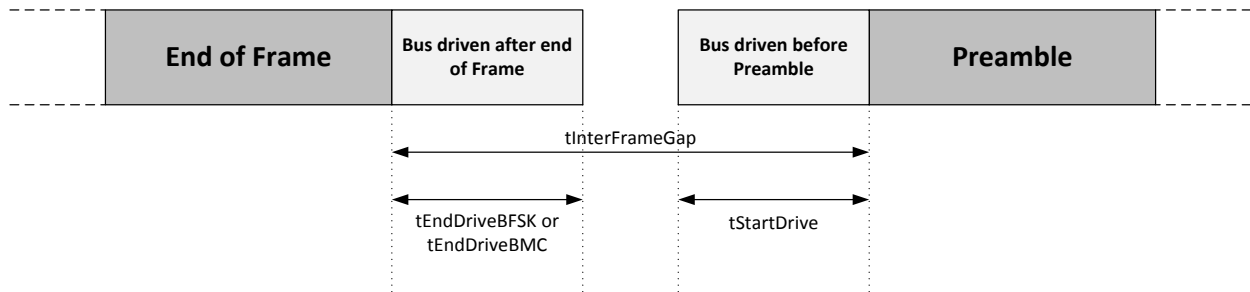 End of Frame
Bus driven after end
of Frame
Bus driven before
Preamble
Preamble
tInterFrameGap
tEndDriveBFSK or
tEndDriveBMC
tStartDrive